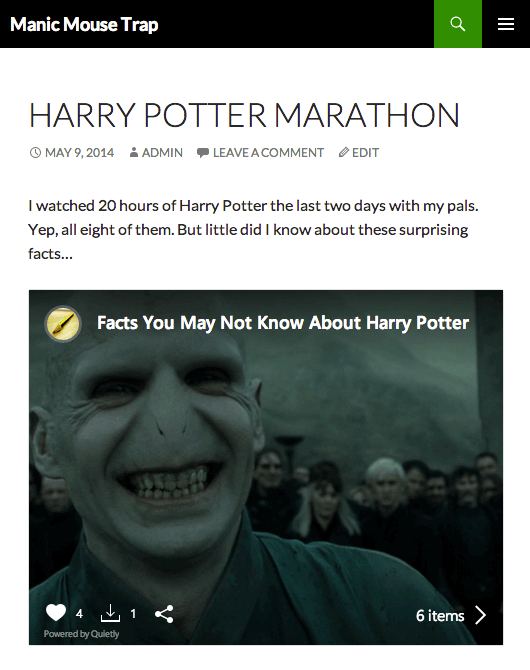 Manic Mouse Trap
HARRY POTTER MARATHON
MAY 9, 2014 ADMIN LEAVE A COMMENT EDIT
I watched 20 hours of Harry Potter the last two days with my pals.
Yep, all eight of them. But little did I know about these surprising
facts...
Facts You May Not Know About Harry Potter
4 1 6 items
Powered by Quietly